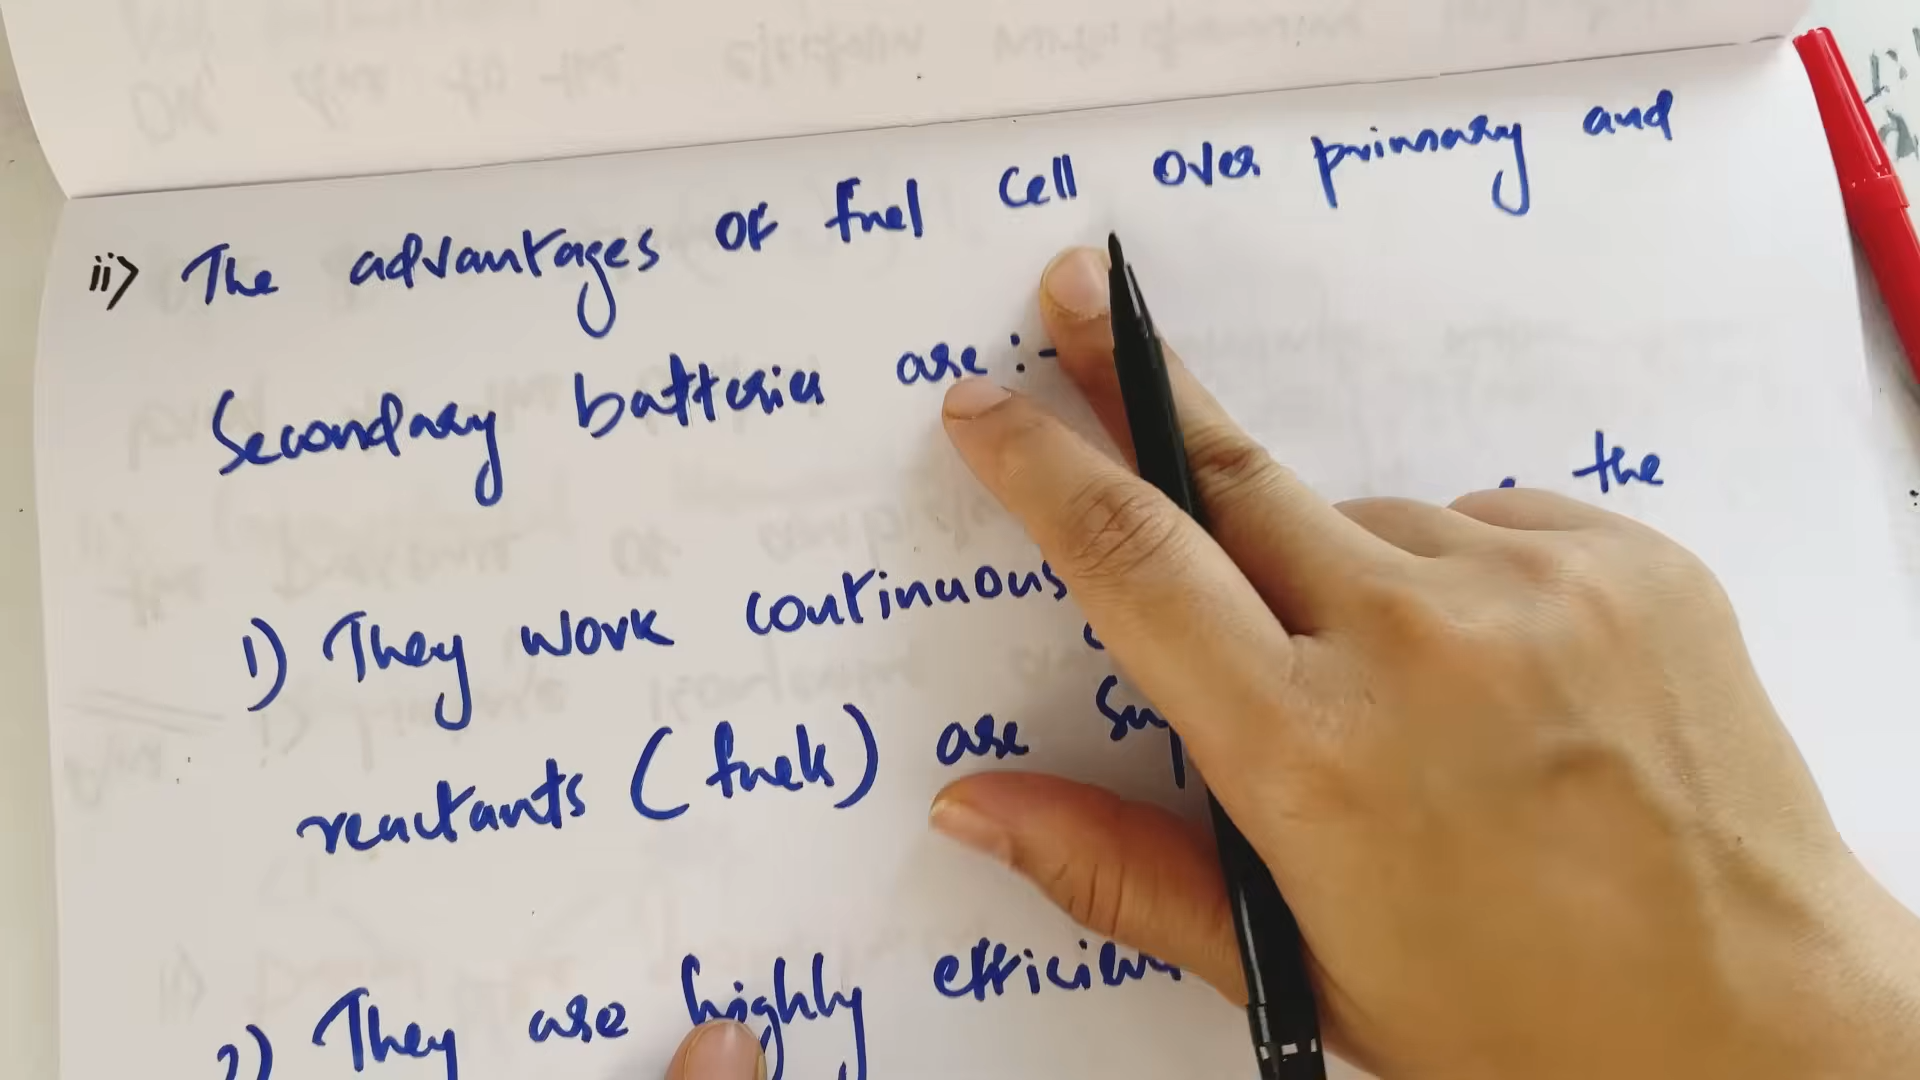 ii> The advantages of fuel cell over primary and
Secondary batteries are:-
1) They work continuous the
reactants (fuels) are
2) They are highly